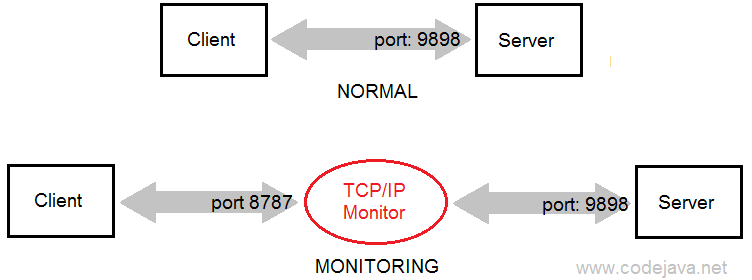 Client
port: 9898
Server
NORMAL
Client
port 8787
TCP/IP
Monitor
port: 9898
Server
MONITORING
www.codejava.net